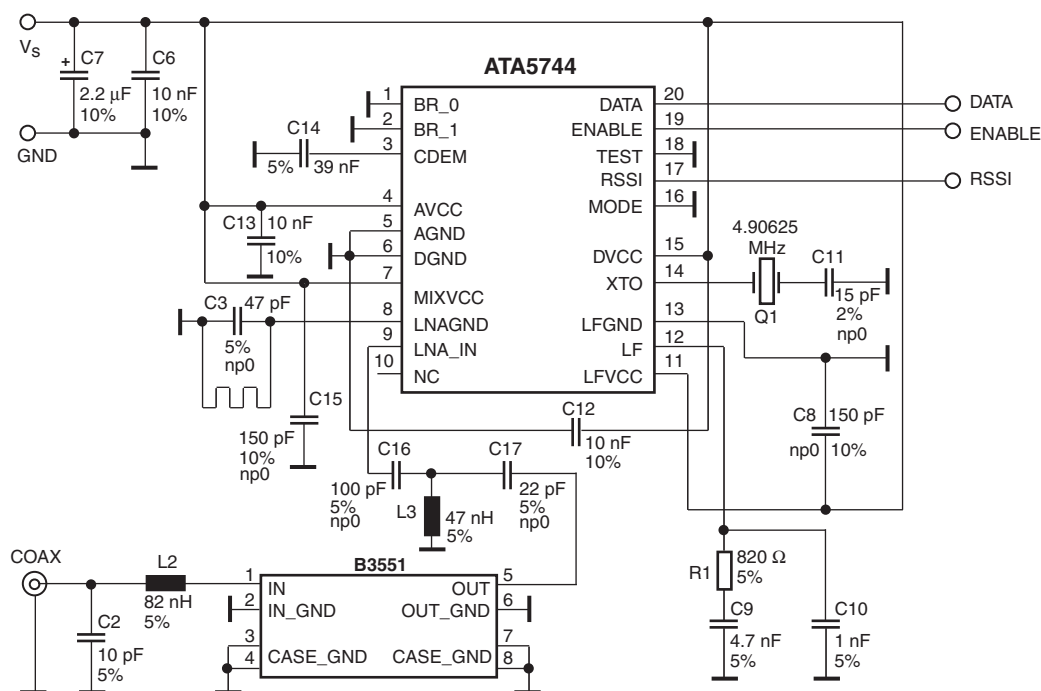 V_S
+ C7
2.2 µF
10%
C6
10 nF
10%
GND
ATA5744
1 BR_0
2 BR_1
3 CDEM
4 AVCC
5 AGND
6 DGND
7 MIXVCC
8 LNAGND
9 LNA_IN
10 NC
DATA 20
ENABLE 19
TEST 18
RSSI 17
MODE 16
DVCC 15
XTO 14
LFGND 13
LF 12
LFVCC 11
DATA
ENABLE
RSSI
C14
5% 39 nF
C13 10 nF
10%
C3 47 pF
5%
np0
C15
150 pF
10%
np0
4.90625
MHz
Q1
C11
15 pF
2%
np0
C12
10 nF
10%
C8 150 pF
np0 10%
C16
100 pF
5%
np0
C17
22 pF
5%
np0
L3 47 nH
5%
R1 820 Ω
5%
C9
4.7 nF
5%
C10
1 nF
5%
COAX
L2
82 nH
5%
C2
10 pF
5%
B3551
1 IN
2 IN_GND
3
4 CASE_GND
OUT 5
OUT_GND 6
7
CASE_GND 8